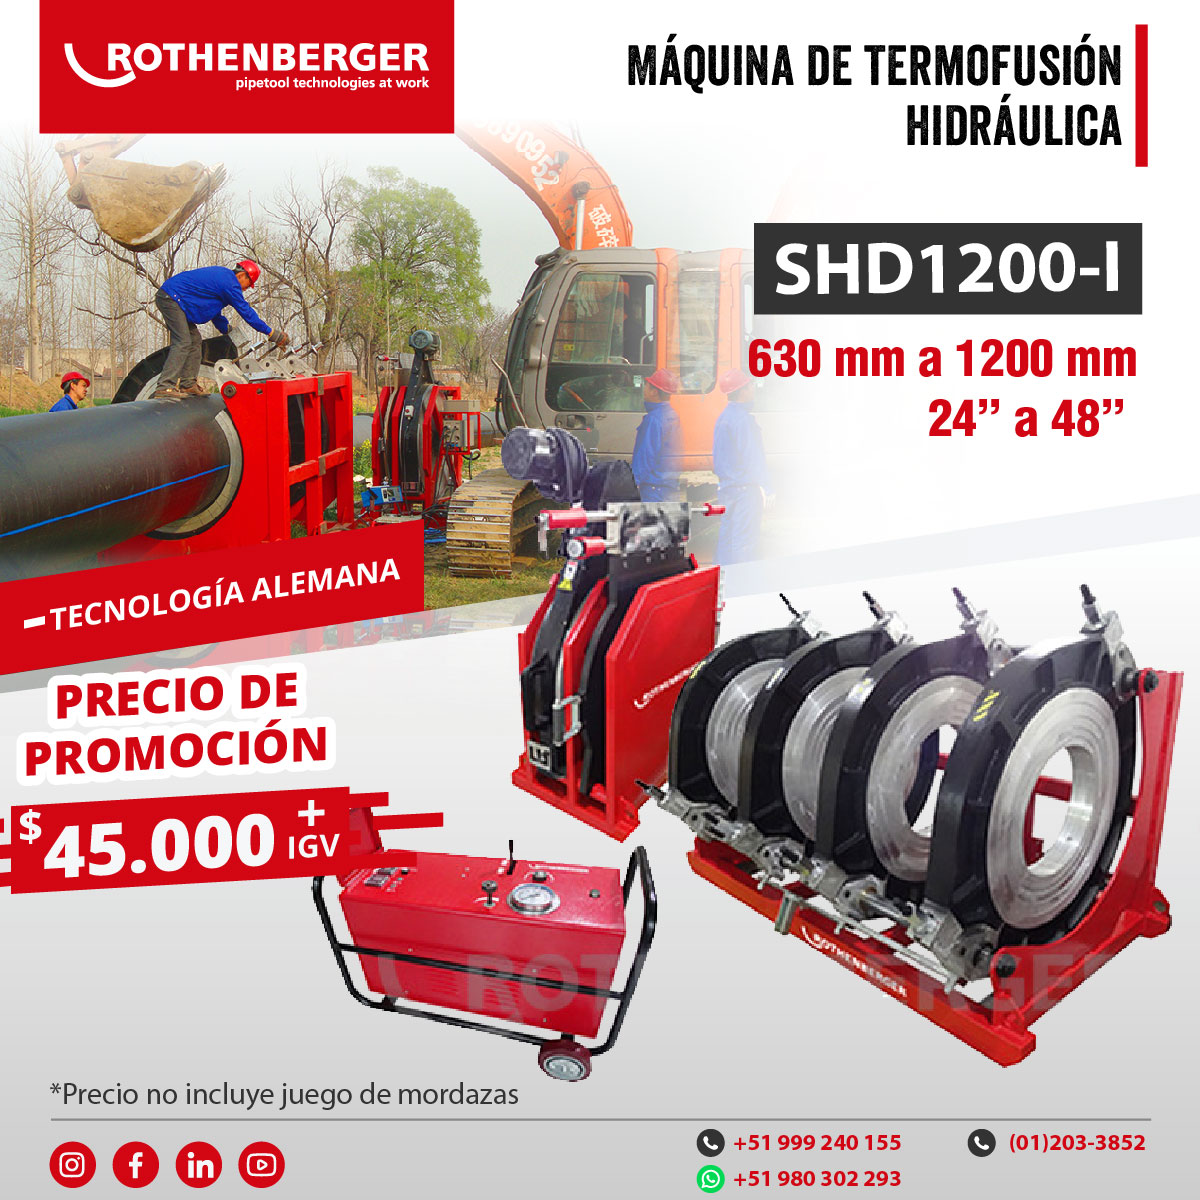 ROTHENBERGER
pipetool technologies at work
MÁQUINA DE TERMOFUSIÓN
HIDRÁULICA
SHD1200-I
630 mm a 1200 mm
24” a 48”
TECNOLOGÍA ALEMANA
PRECIO DE
PROMOCIÓN
$ 45.000 + IGV
ROTHENBERGER
ROTHENBERGER
*Precio no incluye juego de mordazas
+51 999 240 155
(01)203-3852
+51 980 302 293